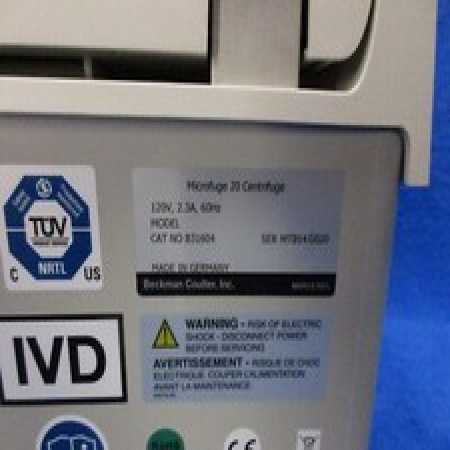 Microfuge 20 Centrifuge
120V, 2.3A, 60Hz
MODEL
CAT NO B31604
SER
MADE IN GERMANY
Beckman Coulter, Inc.
TÜV
NRTL
C US
IVD
WARNING • RISK OF ELECTRIC
SHOCK - DISCONNECT POWER
BEFORE SERVICING
AVERTISSEMENT • RISQUE DE CHOC
ELECTRIQUE COUPER L'ALIMENTATION
AVANT LA MAINTENANCE
RoHS
CE